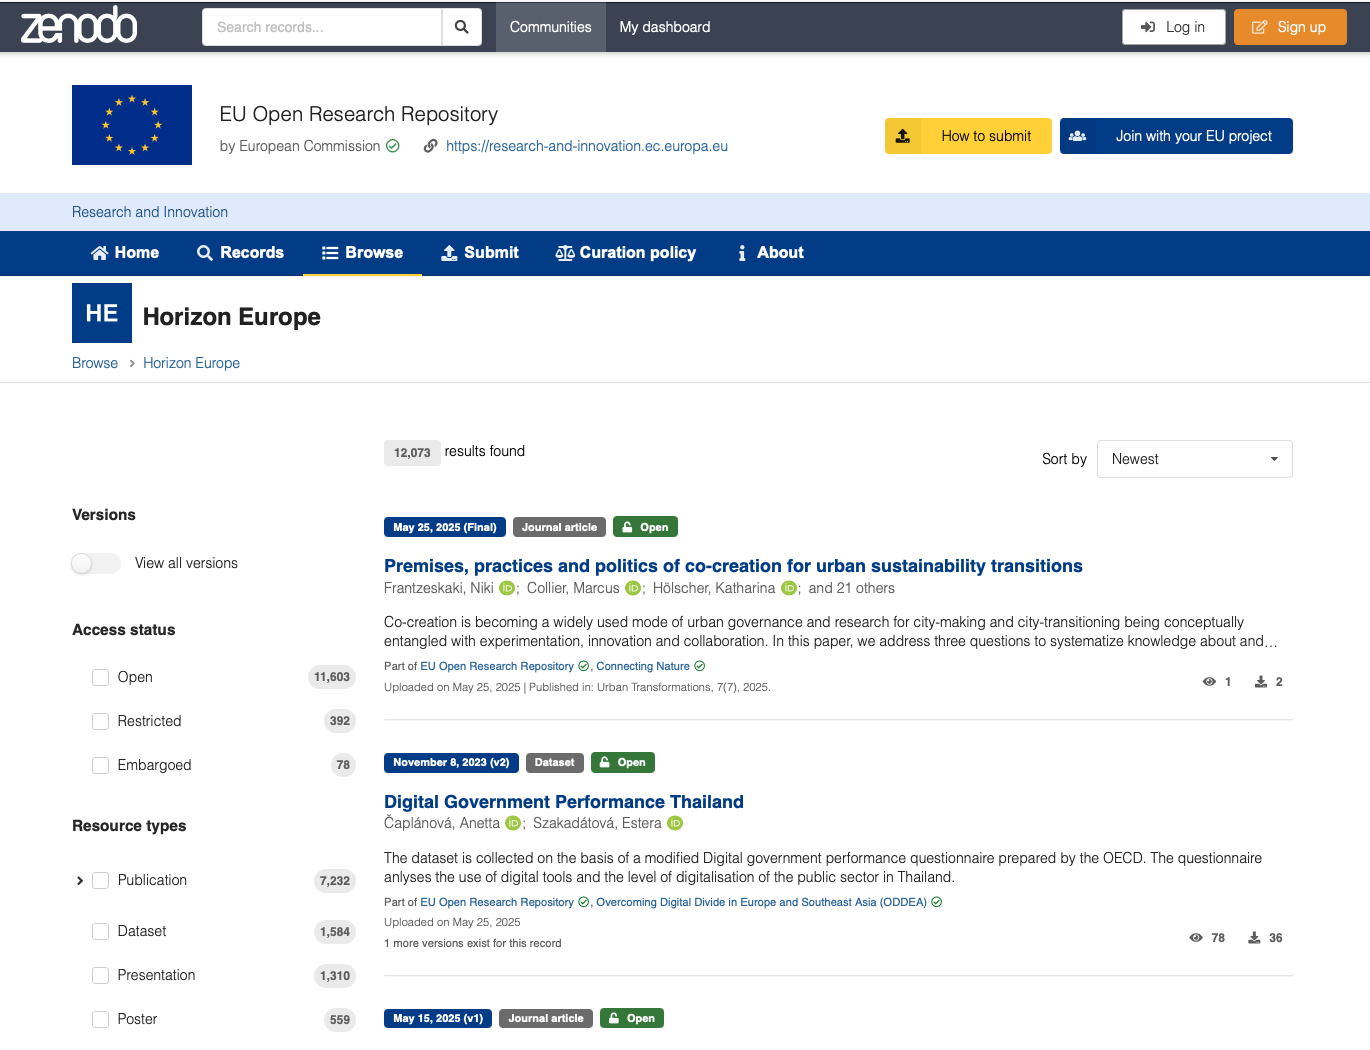 zenodo
Search records...
Communities
My dashboard
Log in
Sign up
EU Open Research Repository
by European Commission https://research-and-innovation.ec.europa.eu
How to submit
Join with your EU project
Research and Innovation
Home Records Browse Submit Curation policy About
HE Horizon Europe
Browse Horizon Europe
12,073 results found
Sort by Newest
Versions
View all versions
Access status
Open 11,603
Restricted 392
Embargoed 78
Resource types
Publication 7,232
Dataset 1,584
Presentation 1,310
Poster 559
May 25, 2025 (Final) Journal article Open
Premises, practices and politics of co-creation for urban sustainability transitions
Frantzeskaki, Niki iD; Collier, Marcus iD; Hölscher, Katharina iD; and 21 others
Co-creation is becoming a widely used mode of urban governance and research for city-making and city-transitioning being conceptually
entangled with experimentation, innovation and collaboration. In this paper, we address three questions to systematize knowledge about and…
Part of EU Open Research Repository, Connecting Nature
Uploaded on May 25, 2025 | Published in: Urban Transformations, 7(7), 2025.
1 2
November 8, 2023 (v2) Dataset Open
Digital Government Performance Thailand
Čaplánová, Anetta iD; Szakadátová, Estera iD
The dataset is collected on the basis of a modified Digital government performance questionnaire prepared by the OECD. The questionnaire
anlyses the use of digital tools and the level of digitalisation of the public sector in Thailand.
Part of EU Open Research Repository, Overcoming Digital Divide in Europe and Southeast Asia (ODDEA)
Uploaded on May 25, 2025
1 more versions exist for this record
78 36
May 15, 2025 (v1) Journal article Open